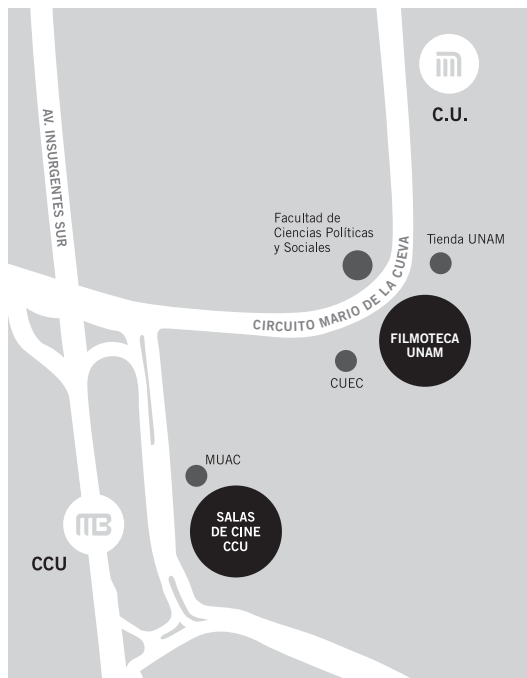 C.U.
AV. INSURGENTES SUR
Facultad de
Ciencias Políticas
y Sociales
Tienda UNAM
CIRCUITO MARIO DE LA CUEVA
FILMOTECA
UNAM
CUEC
MUAC
SALAS
DE CINE
CCU
MB
CCU